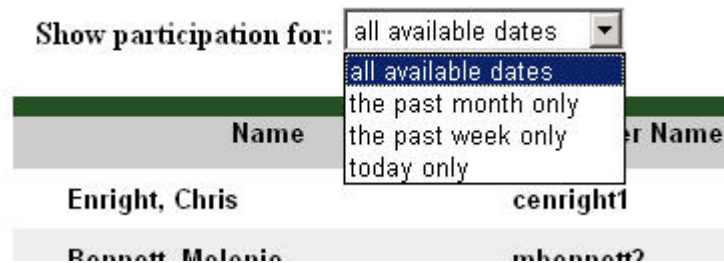 Show participation for: all available dates
all available dates
the past month only
the past week only
today only
Name er Name
Enright, Chris cenright1